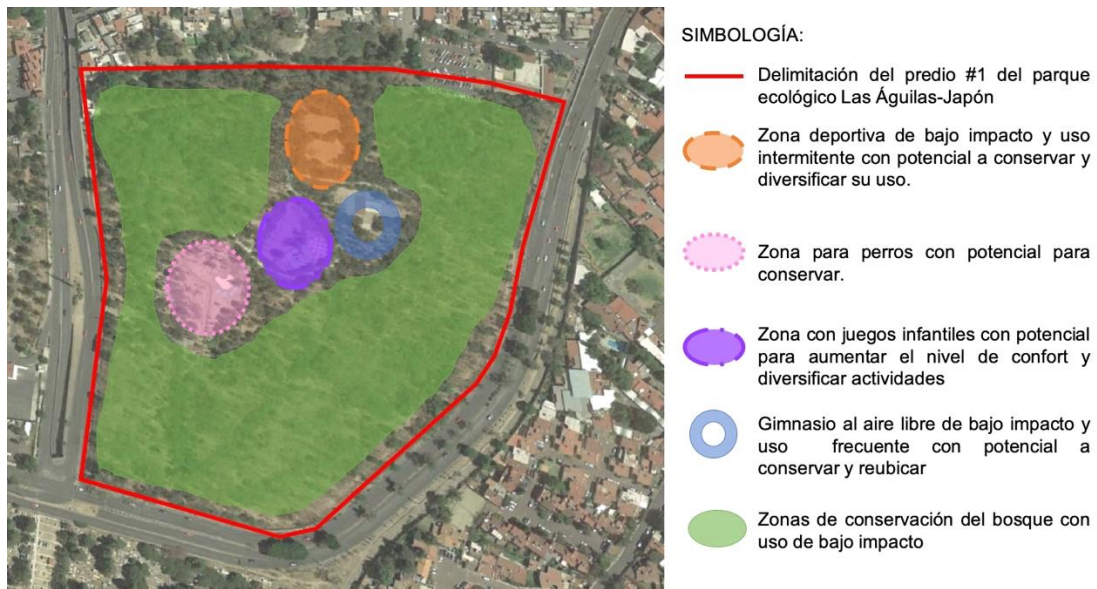 SIMBOLOGÍA:
Delimitación del predio #1 del parque
ecológico Las Águilas-Japón
Zona deportiva de bajo impacto y uso
intermitente con potencial a conservar y
diversificar su uso.
Zona para perros con potencial para
conservar.
Zona con juegos infantiles con potencial
para aumentar el nivel de confort y
diversificar actividades
Gimnasio al aire libre de bajo impacto y
uso frecuente con potencial a
conservar y reubicar
Zonas de conservación del bosque con
uso de bajo impacto